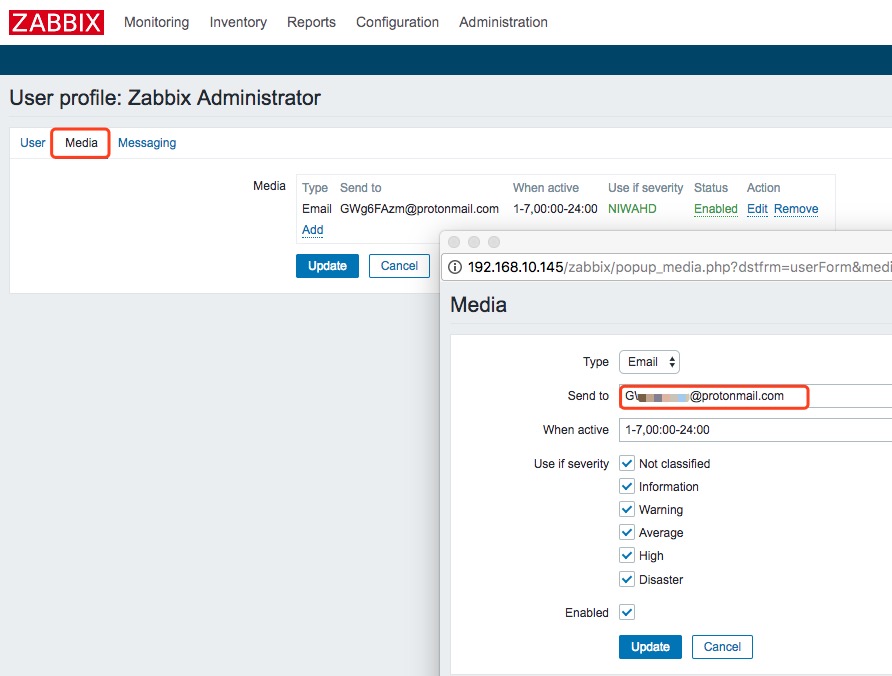 ZABBIX Monitoring Inventory Reports Configuration Administration
User profile: Zabbix Administrator
User Media Messaging
Media Type Send to When active Use if severity Status Action
Email GWg6FAzm@protonmail.com 1-7,00:00-24:00 NIWAHD Enabled Edit Remove
Add
Update Cancel
192.168.10.145/zabbix/popup_media.php?dstfrm=userForm&medi
Media
Type Email
Send to @protonmail.com
When active 1-7,00:00-24:00
Use if severity Not classified
Information
Warning
Average
High
Disaster
Enabled
Update Cancel